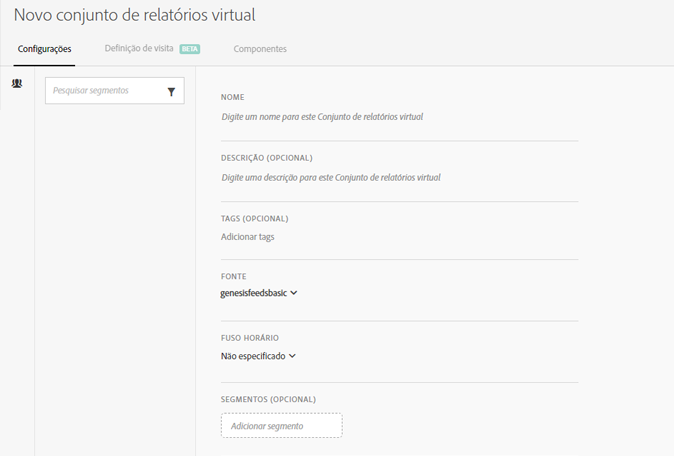 Novo conjunto de relatórios virtual
Configurações
Definição de visita BETA
Componentes
Pesquisar segmentos
NOME
Digite um nome para este Conjunto de relatórios virtual
DESCRIÇÃO (OPCIONAL)
Digite uma descrição para este Conjunto de relatórios virtual
TAGS (OPCIONAL)
Adicionar tags
FONTE
genesisfeedsbasic
FUSO HORÁRIO
Não especificado
SEGMENTOS (OPCIONAL)
Adicionar segmento